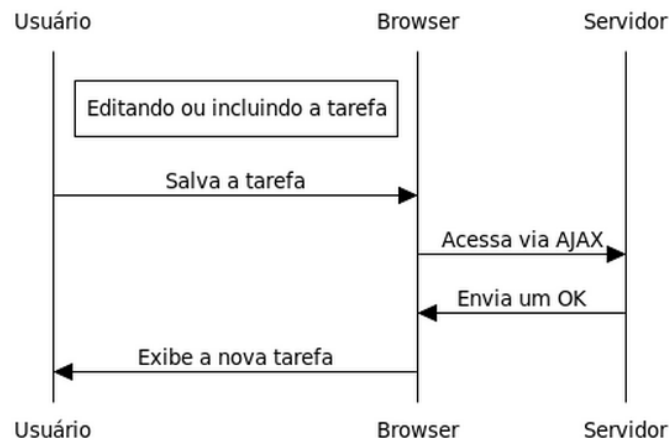 Usuário Browser Servidor
Editando ou incluindo a tarefa
Salva a tarefa
Acessa via AJAX
Envia um OK
Exibe a nova tarefa
Usuário Browser Servidor